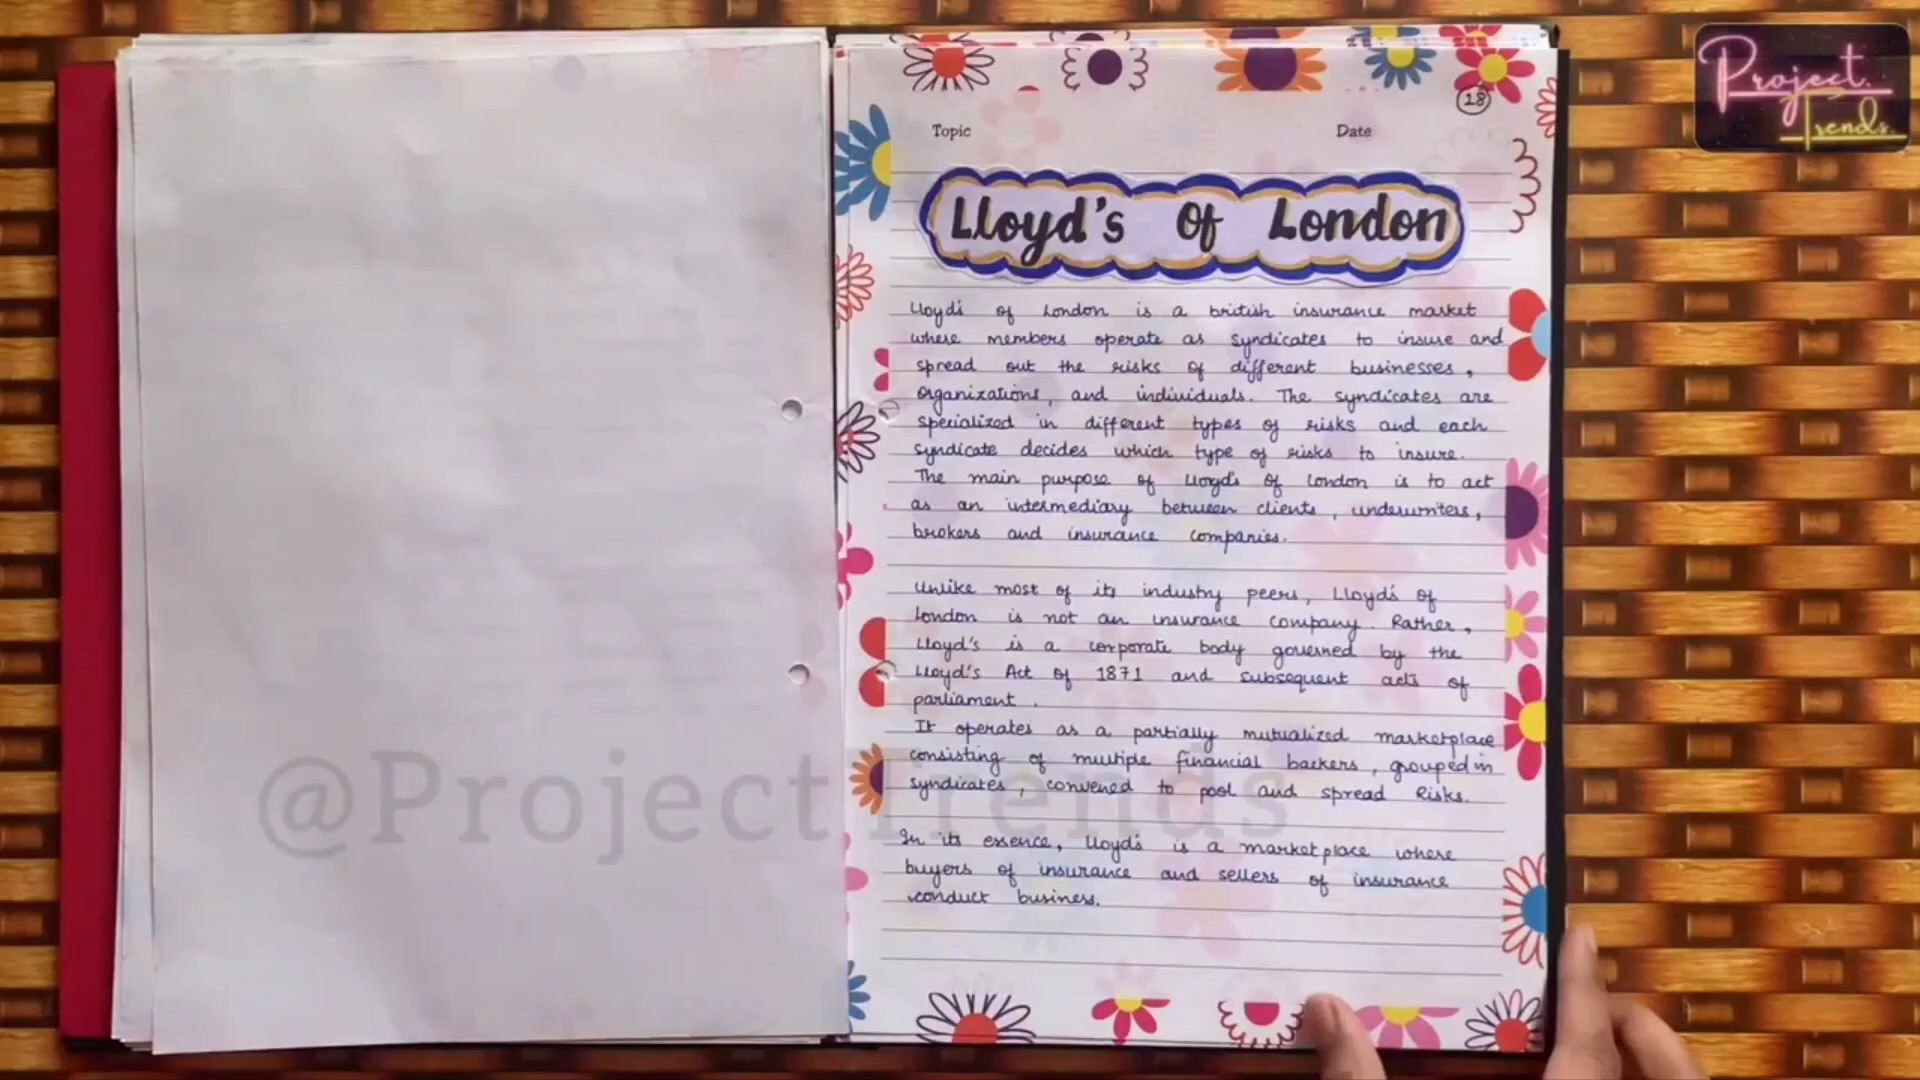 Project
Trends
18
Topic Date
Lloyd's Of London
Lloyd's of London is a british insurance market
where members operate as syndicates to insure and
spread out the risks of different businesses,
organizations, and individuals. The syndicates are
specialized in different types of risks and each
syndicate decides which type of risks to insure.
The main purpose of Lloyd's of London is to act
as an intermediary between clients, underwriters,
brokers and insurance companies.
Unlike most of its industry peers, Lloyd's of
London is not an insurance company. Rather,
Lloyd's is a corporate body governed by the
Lloyd's Act of 1871 and subsequent acts of
parliament.
It operates as a partially mutualized marketplace
consisting of multiple financial backers, grouped in
syndicates, convened to pool and spread Risks.
@ProjectTrends
In its essence, Lloyd's is a marketplace where
buyers of insurance and sellers of insurance
conduct business.